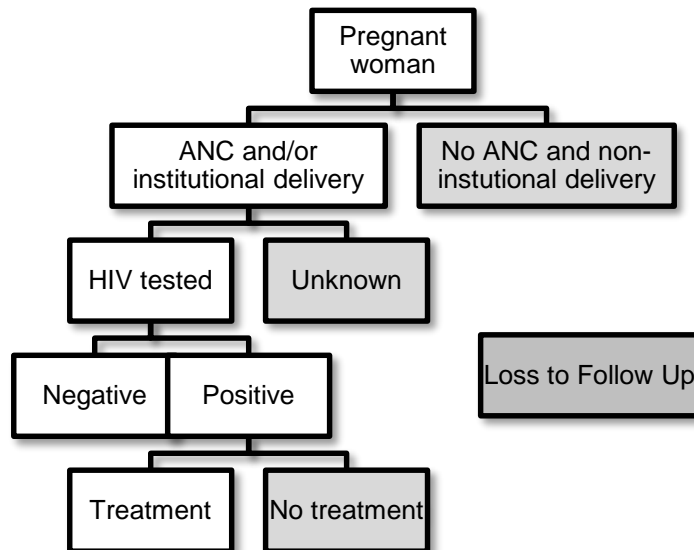 Pregnant
woman
ANC and/or
institutional delivery
No ANC and non-
instutional delivery
HIV tested
Unknown
Negative
Positive
Loss to Follow Up
Treatment
No treatment